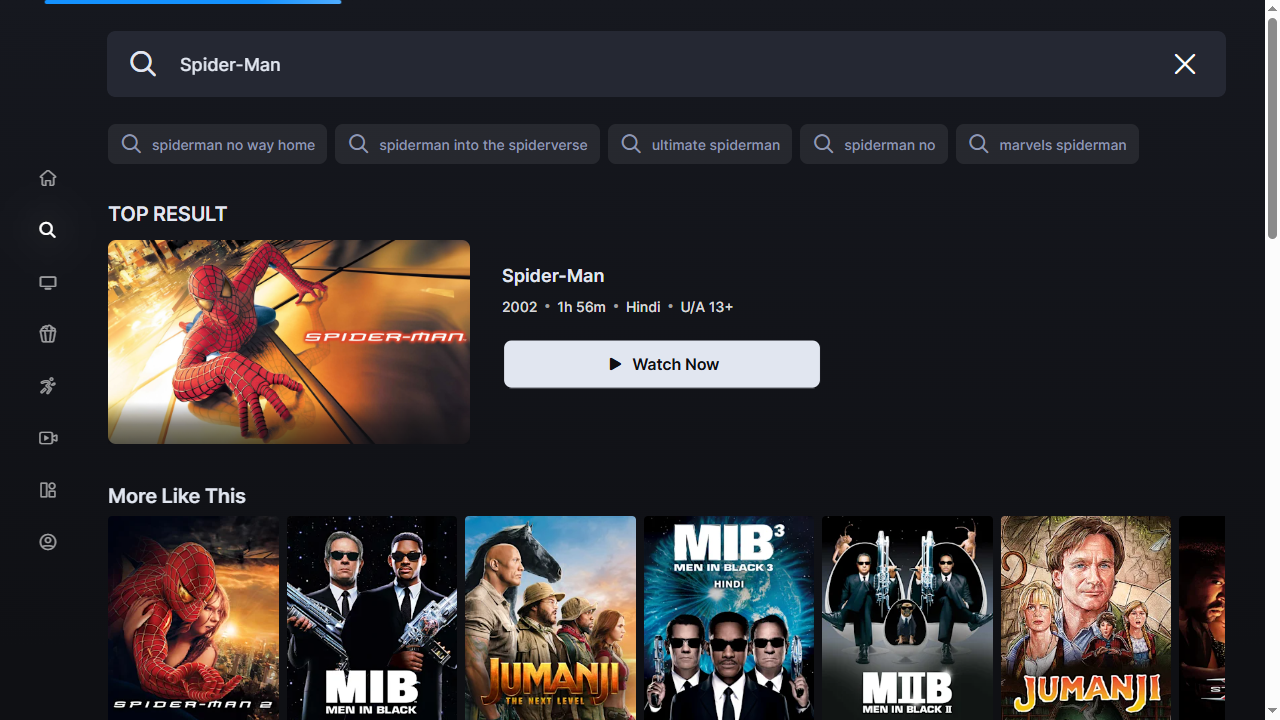 Spider-Man
spiderman no way home
spiderman into the spiderverse
ultimate spiderman
spiderman no
marvels spiderman
TOP RESULT
SPIDER-MAN
Spider-Man
2002 • 1h 56m • Hindi • U/A 13+
Watch Now
More Like This
SPIDER-MAN 2
MIB
MEN IN BLACK
JUMANJI
THE NEXT LEVEL
MIB3
MEN IN BLACK 3
HINDI
MIIB
MEN IN BLACK II
JUMANJI